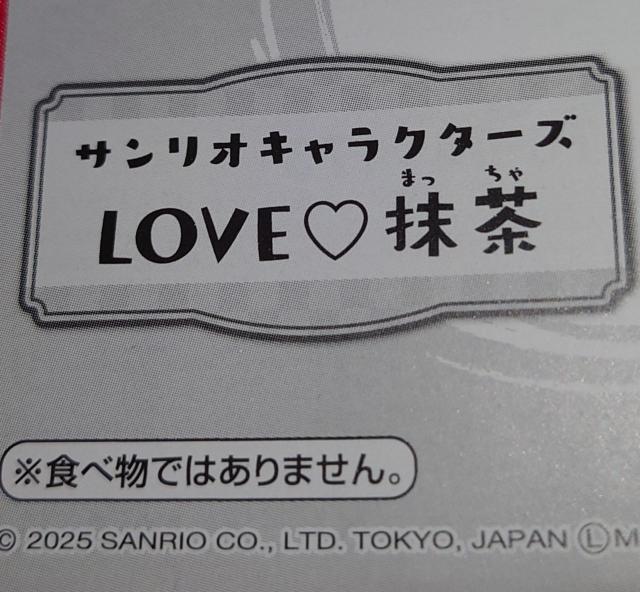 サンリオキャラクターズ
まっ ちゃ
LOVE♡抹茶
※食べ物ではありません。
© 2025 SANRIO CO., LTD. TOKYO, JAPAN Ⓛ M